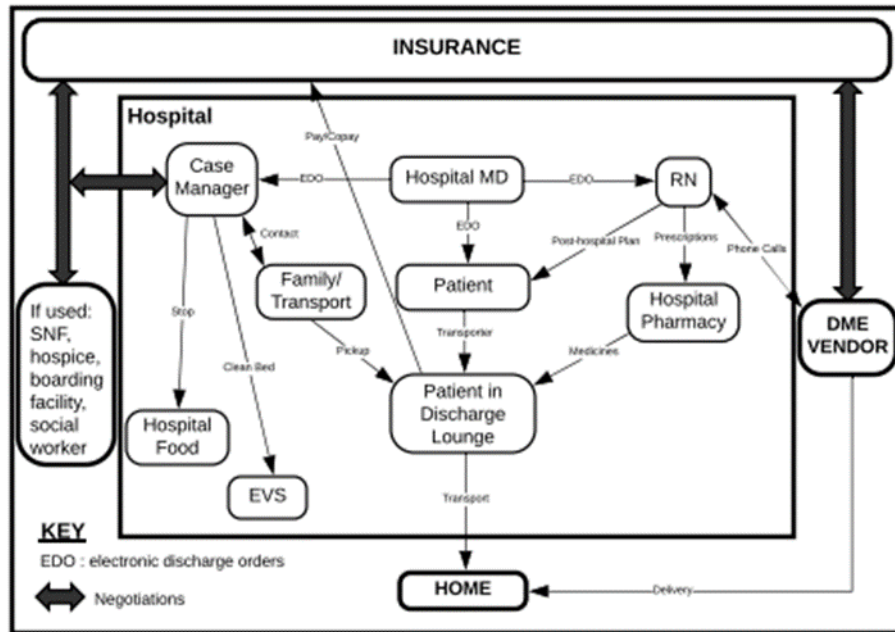 INSURANCE
Hospital
Pay/Copay
Case
Manager
EDO
Hospital MD
EDO
RN
EDO
Contact
Post-hospital Plan
Prescriptions
Phone Calls
Family/
Transport
Patient
Hospital
Pharmacy
If used:
SNF,
hospice,
boarding
facility,
social
worker
DME
VENDOR
Stop
Transporter
Pickup
Medicines
Clean Bed
Patient in
Discharge
Lounge
Hospital
Food
EVS
Transport
KEY
EDO : electronic discharge orders
Negotiations
HOME
Delivery